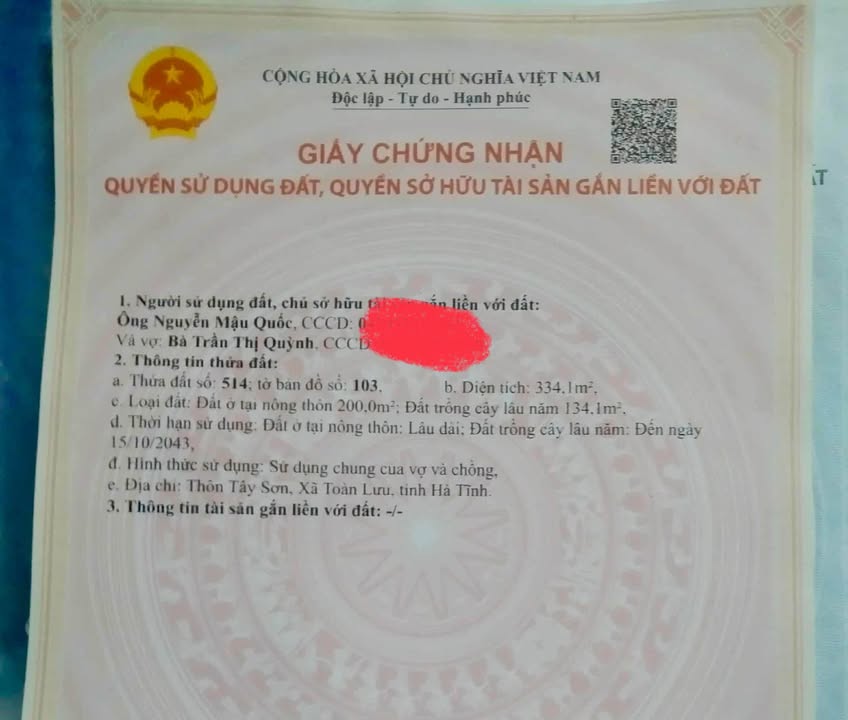 CỘNG HÒA XÃ HỘI CHỦ NGHĨA VIỆT NAM
Độc lập - Tự do - Hạnh phúc
GIẤY CHỨNG NHẬN
QUYỀN SỬ DỤNG ĐẤT, QUYỀN SỞ HỮU TÀI SẢN GẮN LIỀN VỚI ĐẤT
1. Người sử dụng đất, chủ sở hữu gắn liền với đất:
Ông Nguyễn Mậu Quốc, CCCD: 0
Và vợ: Bà Trần Thị Quỳnh, CCCD
2. Thông tin thửa đất:
a. Thửa đất số: 514; tờ bản đồ số: 103, b. Diện tích: 334,1m²,
c. Loại đất: Đất ở tại nông thôn 200,0m²; Đất trồng cây lâu năm 134,1m²,
d. Thời hạn sử dụng: Đất ở tại nông thôn: Lâu dài; Đất trồng cây lâu năm: Đến ngày
15/10/2043,
đ. Hình thức sử dụng: Sử dụng chung của vợ và chồng,
e. Địa chỉ: Thôn Tây Sơn, Xã Toàn Lưu, tỉnh Hà Tĩnh.
3. Thông tin tài sản gắn liền với đất: -/-